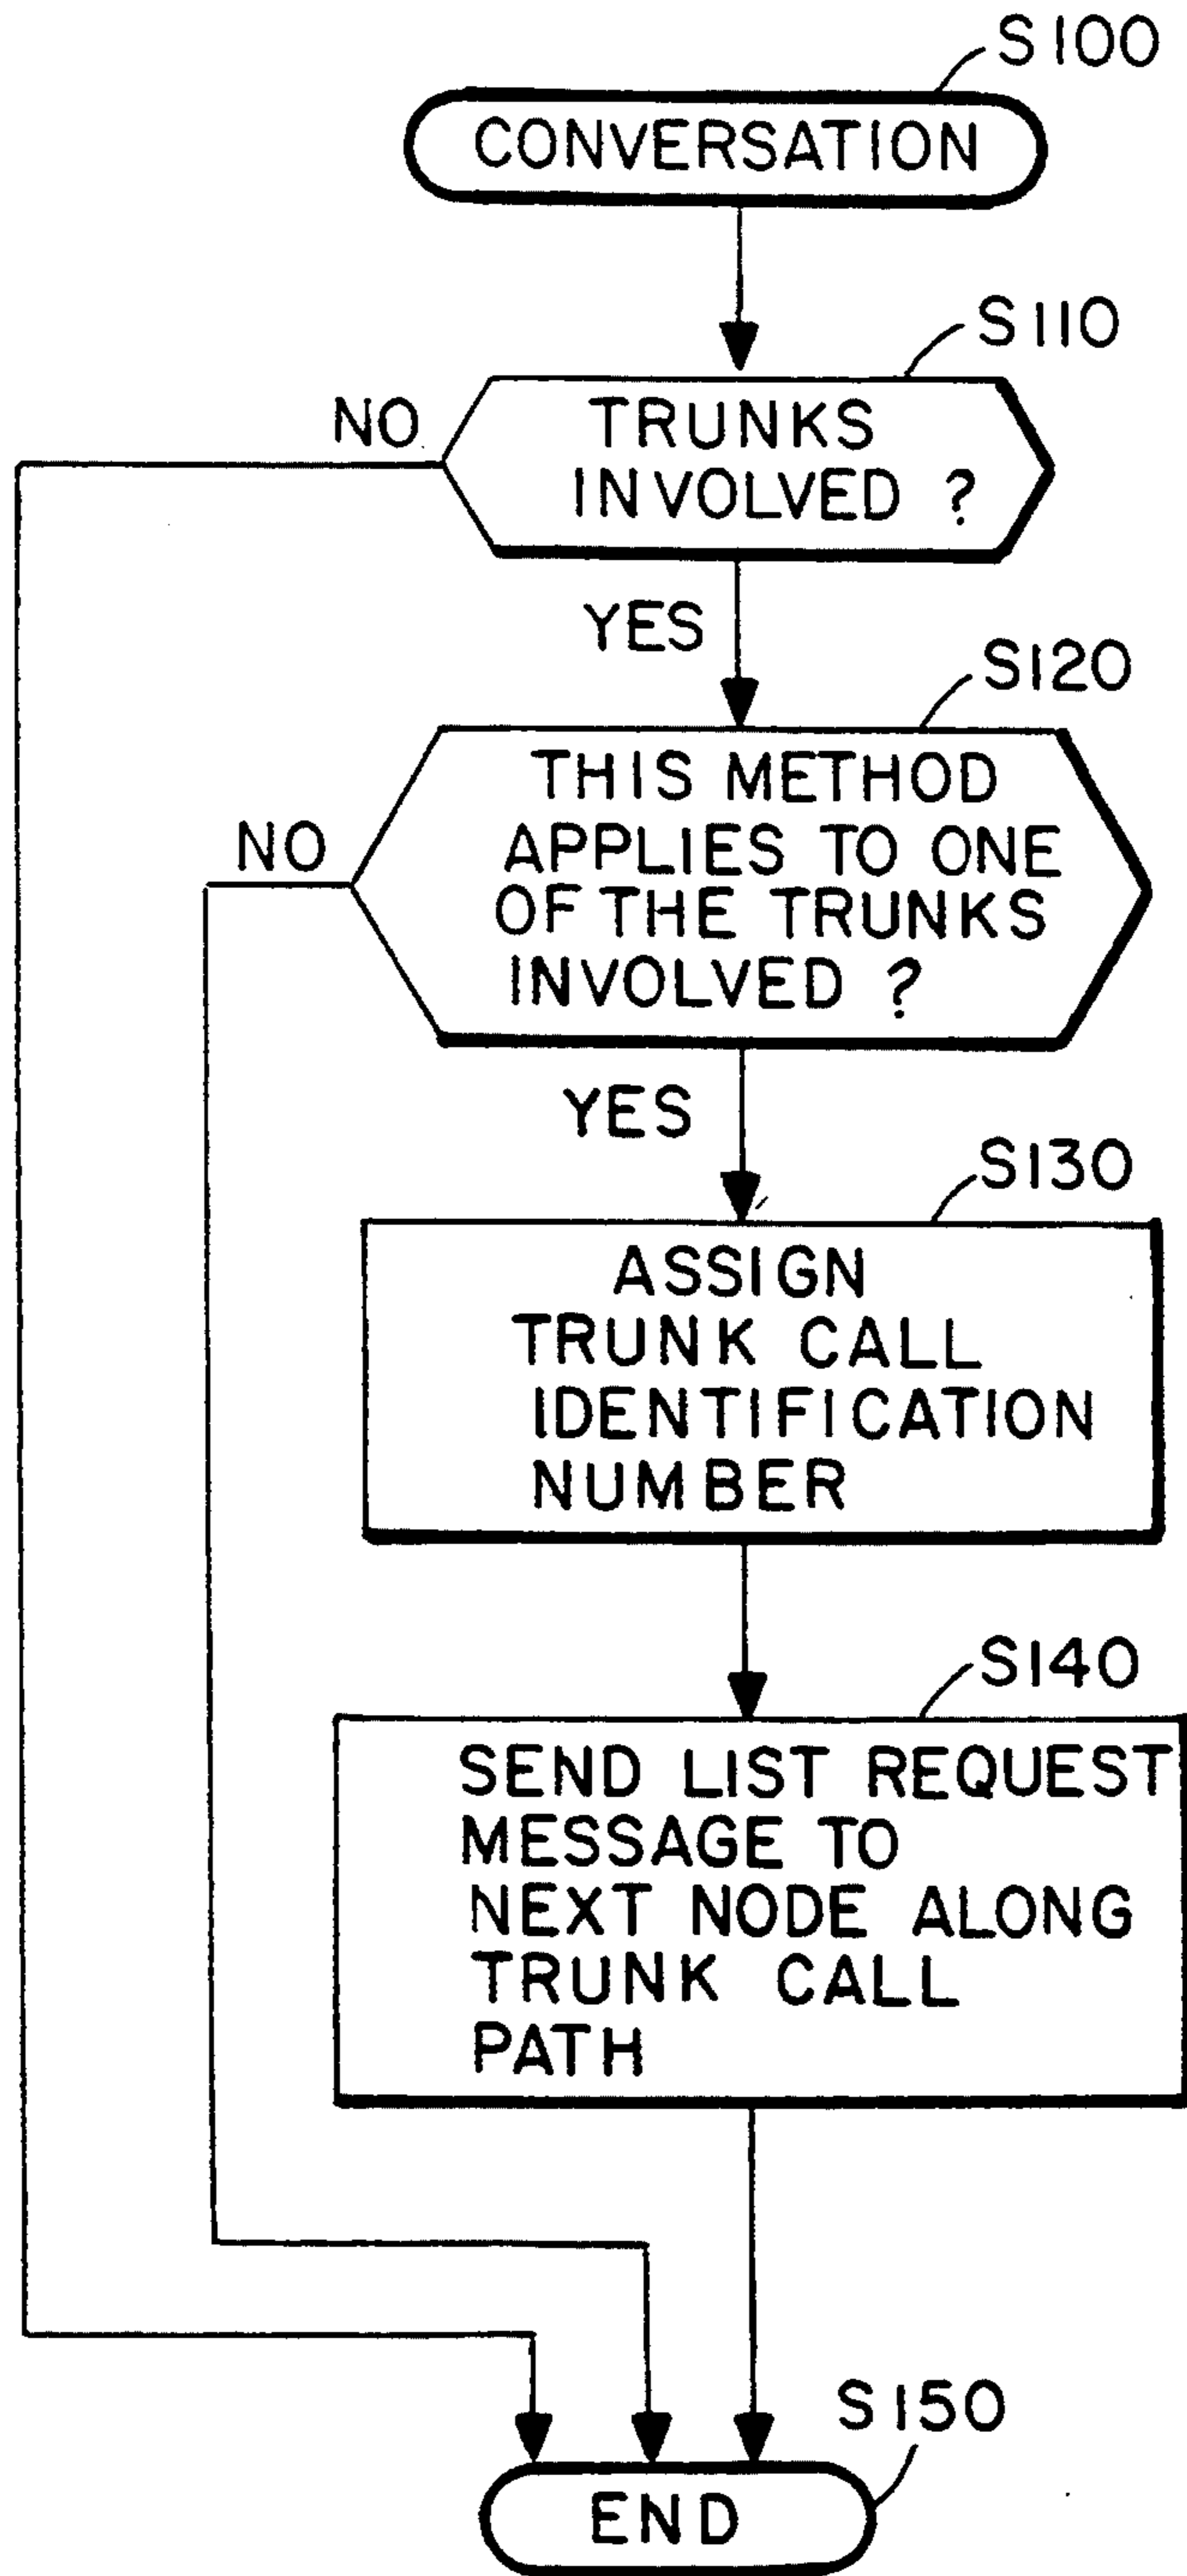 S100
CONVERSATION
S110
NO
TRUNKS
INVOLVED ?
YES
S120
NO
THIS METHOD
APPLIES TO ONE
OF THE TRUNKS
INVOLVED ?
YES
S130
ASSIGN
TRUNK CALL
IDENTIFICATION
NUMBER
S140
SEND LIST REQUEST
MESSAGE TO
NEXT NODE ALONG
TRUNK CALL
PATH
S150
END